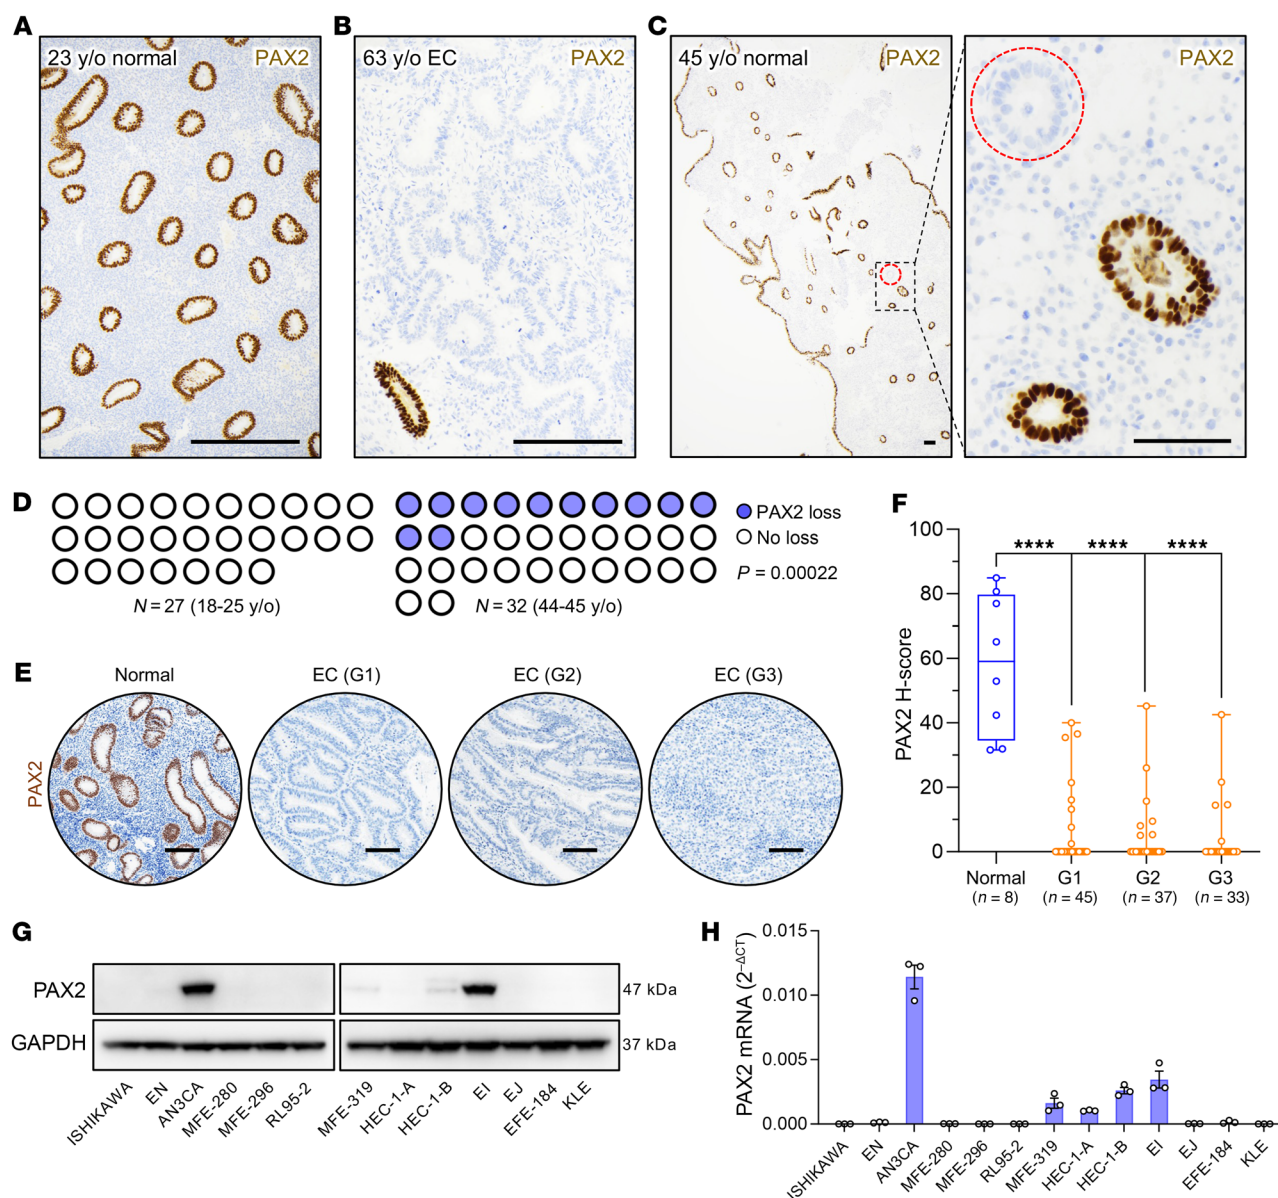 A
23 y/o normal
PAX2
B
63 y/o EC
PAX2
C
45 y/o normal
PAX2
PAX2
D
N = 27 (18-25 y/o)
N = 32 (44-45 y/o)
PAX2 loss
No loss
P = 0.00022
E
PAX2
Normal
EC (G1)
EC (G2)
EC (G3)
F
PAX2 H-score
100
80
60
40
20
0
**** **** ****
Normal G1 G2 G3
(n = 8) (n = 45) (n = 37) (n = 33)
G
PAX2
47 kDa
GAPDH
37 kDa
ISHIKAWA
EN
AN3CA
MFE-280
MFE-296
RL95-2
MFE-319
HEC-1-A
HEC-1-B
EI
EJ
EFE-184
KLE
H
PAX2 mRNA (2^−ΔCT)
0.015
0.010
0.005
0.000
ISHIKAWA
EN
AN3CA
MFE-280
MFE-296
RL95-2
MFE-319
HEC-1-A
HEC-1-B
EI
EJ
EFE-184
KLE